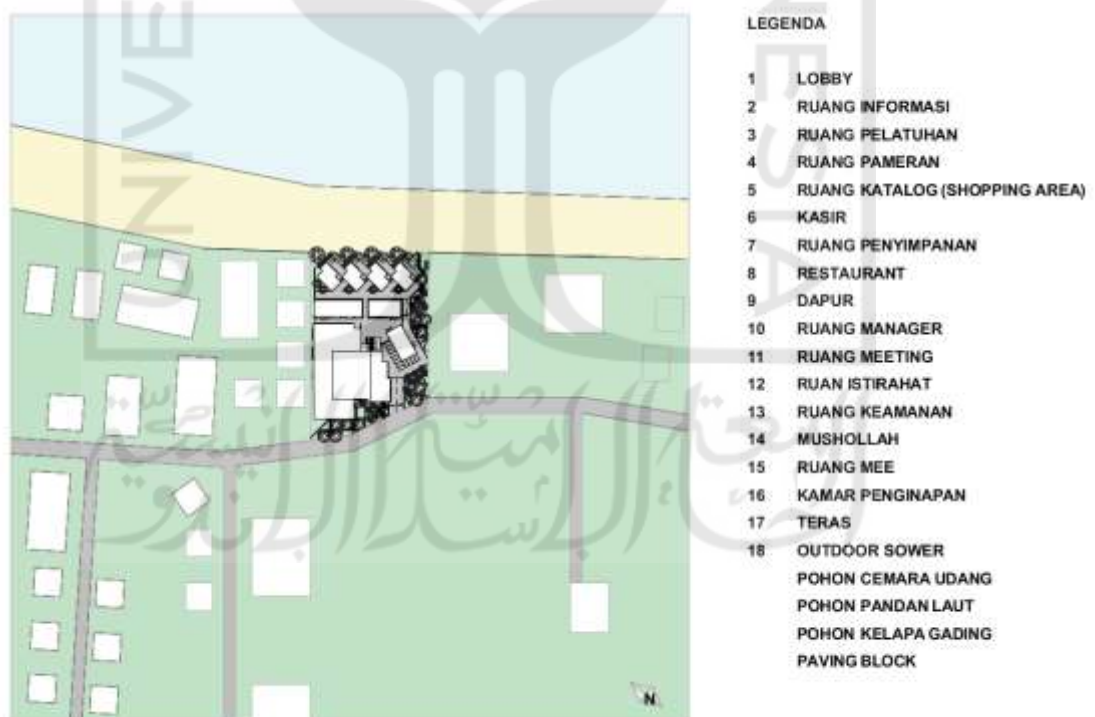 LEGENDA
1 LOBBY
2 RUANG INFORMASI
3 RUANG PELATUHAN
4 RUANG PAMERAN
5 RUANG KATALOG (SHOPPING AREA)
6 KASIR
7 RUANG PENYIMPANAN
8 RESTAURANT
9 DAPUR
10 RUANG MANAGER
11 RUANG MEETING
12 RUAN ISTIRAHAT
13 RUANG KEAMANAN
14 MUSHOLLAH
15 RUANG MEE
16 KAMAR PENGINAPAN
17 TERAS
18 OUTDOOR SOWER
POHON CEMARA UDANG
POHON PANDAN LAUT
POHON KELAPA GADING
PAVING BLOCK
N
UNIVE
NESIA